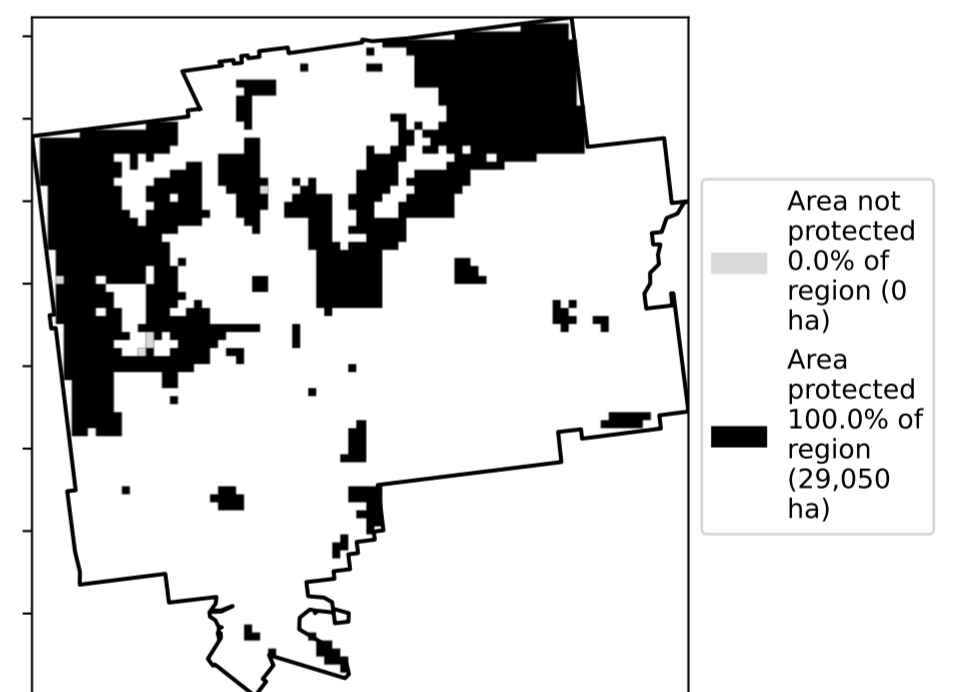 Area not
protected
0.0% of
region (0
ha)
Area
protected
100.0% of
region
(29,050
ha)